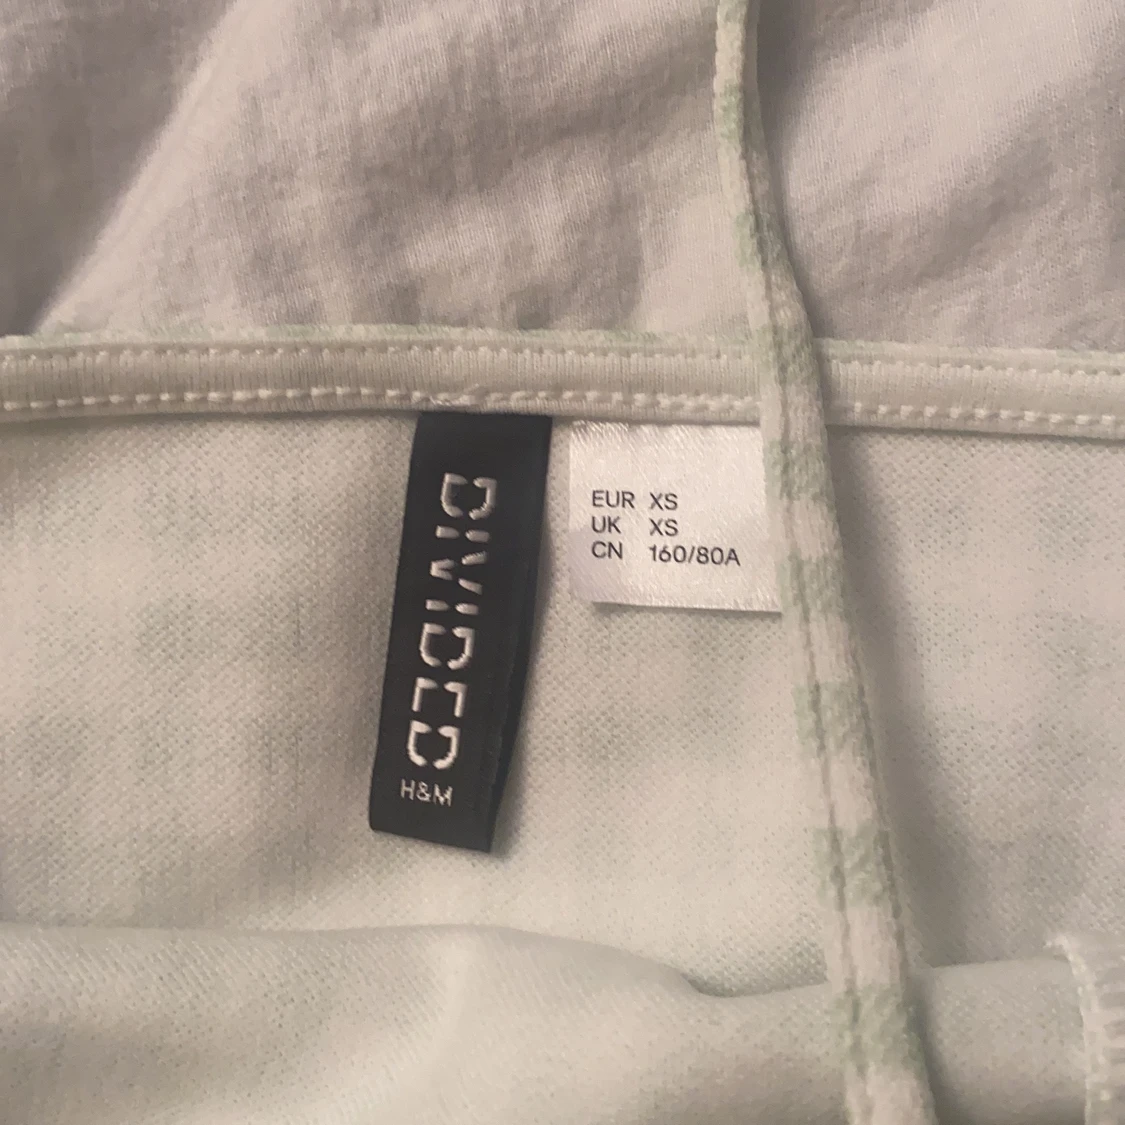 DIVIDED
H&M
EUR XS
UK XS
CN 160/80A